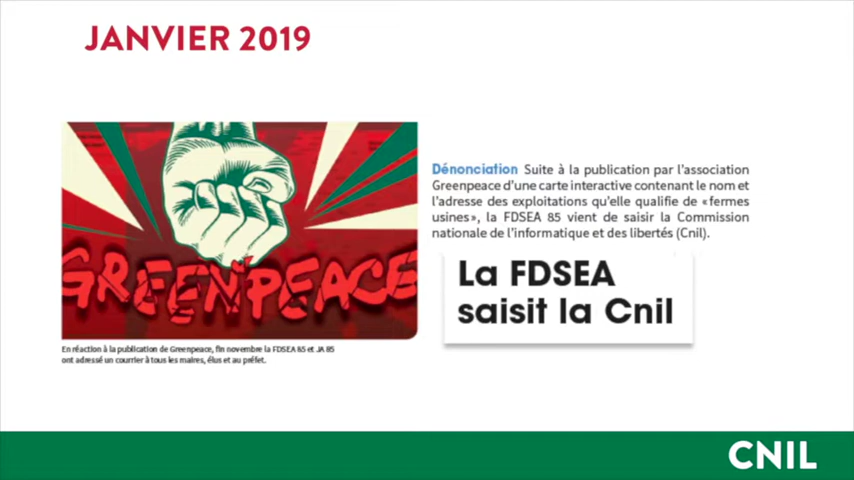 JANVIER 2019
GREENPEACE
Dénonciation Suite à la publication par l'association
Greenpeace d'une carte interactive contenant le nom et
l'adresse des exploitations qu'elle qualifie de «fermes
usines», la FDSEA 85 vient de saisir la Commission
nationale de l'informatique et des libertés (Cnil).
La FDSEA
saisit la Cnil
En réaction à la publication de Greenpeace, fin novembre la FDSEA 85 et JA 85
ont adressé un courrier à tous les maires, élus et au préfet.
CNIL